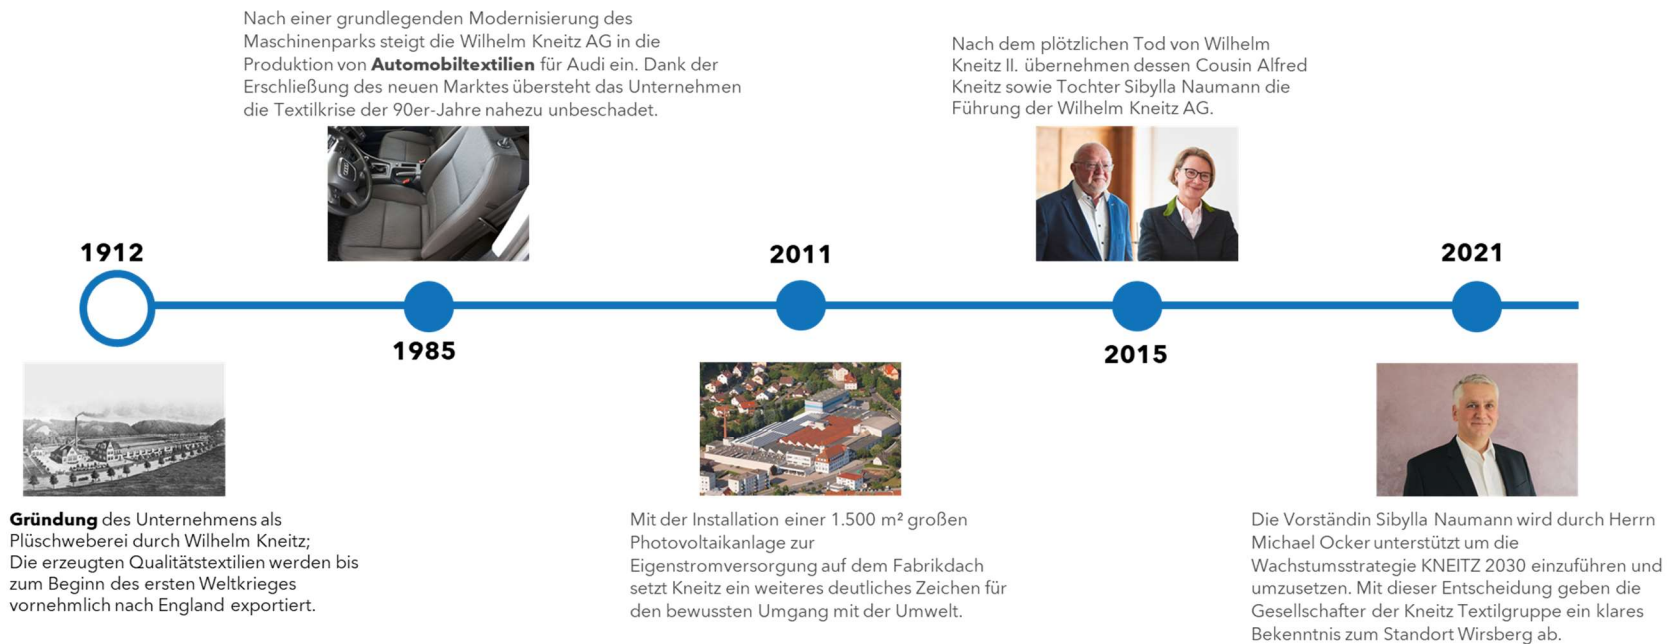 Nach einer grundlegenden Modernisierung des
Maschinenparks steigt die Wilhelm Kneitz AG in die
Produktion von Automobiltextilien für Audi ein. Dank der
Erschließung des neuen Marktes übersteht das Unternehmen
die Textilkrise der 90er-Jahre nahezu unbeschadet.
Nach dem plötzlichen Tod von Wilhelm
Kneitz II. übernehmen dessen Cousin Alfred
Kneitz sowie Tochter Sibylla Naumann die
Führung der Wilhelm Kneitz AG.
1912
2011
2021
1985
2015
Gründung des Unternehmens als
Plüschweberei durch Wilhelm Kneitz;
Die erzeugten Qualitätstextilien werden bis
zum Beginn des ersten Weltkrieges
vornehmlich nach England exportiert.
Mit der Installation einer 1.500 m² großen
Photovoltaikanlage zur
Eigenstromversorgung auf dem Fabrikdach
setzt Kneitz ein weiteres deutliches Zeichen für
den bewussten Umgang mit der Umwelt.
Die Vorständin Sibylla Naumann wird durch Herrn
Michael Ocker unterstützt um die
Wachstumsstrategie KNEITZ 2030 einzuführen und
umzusetzen. Mit dieser Entscheidung geben die
Gesellschafter der Kneitz Textilgruppe ein klares
Bekenntnis zum Standort Wirsberg ab.